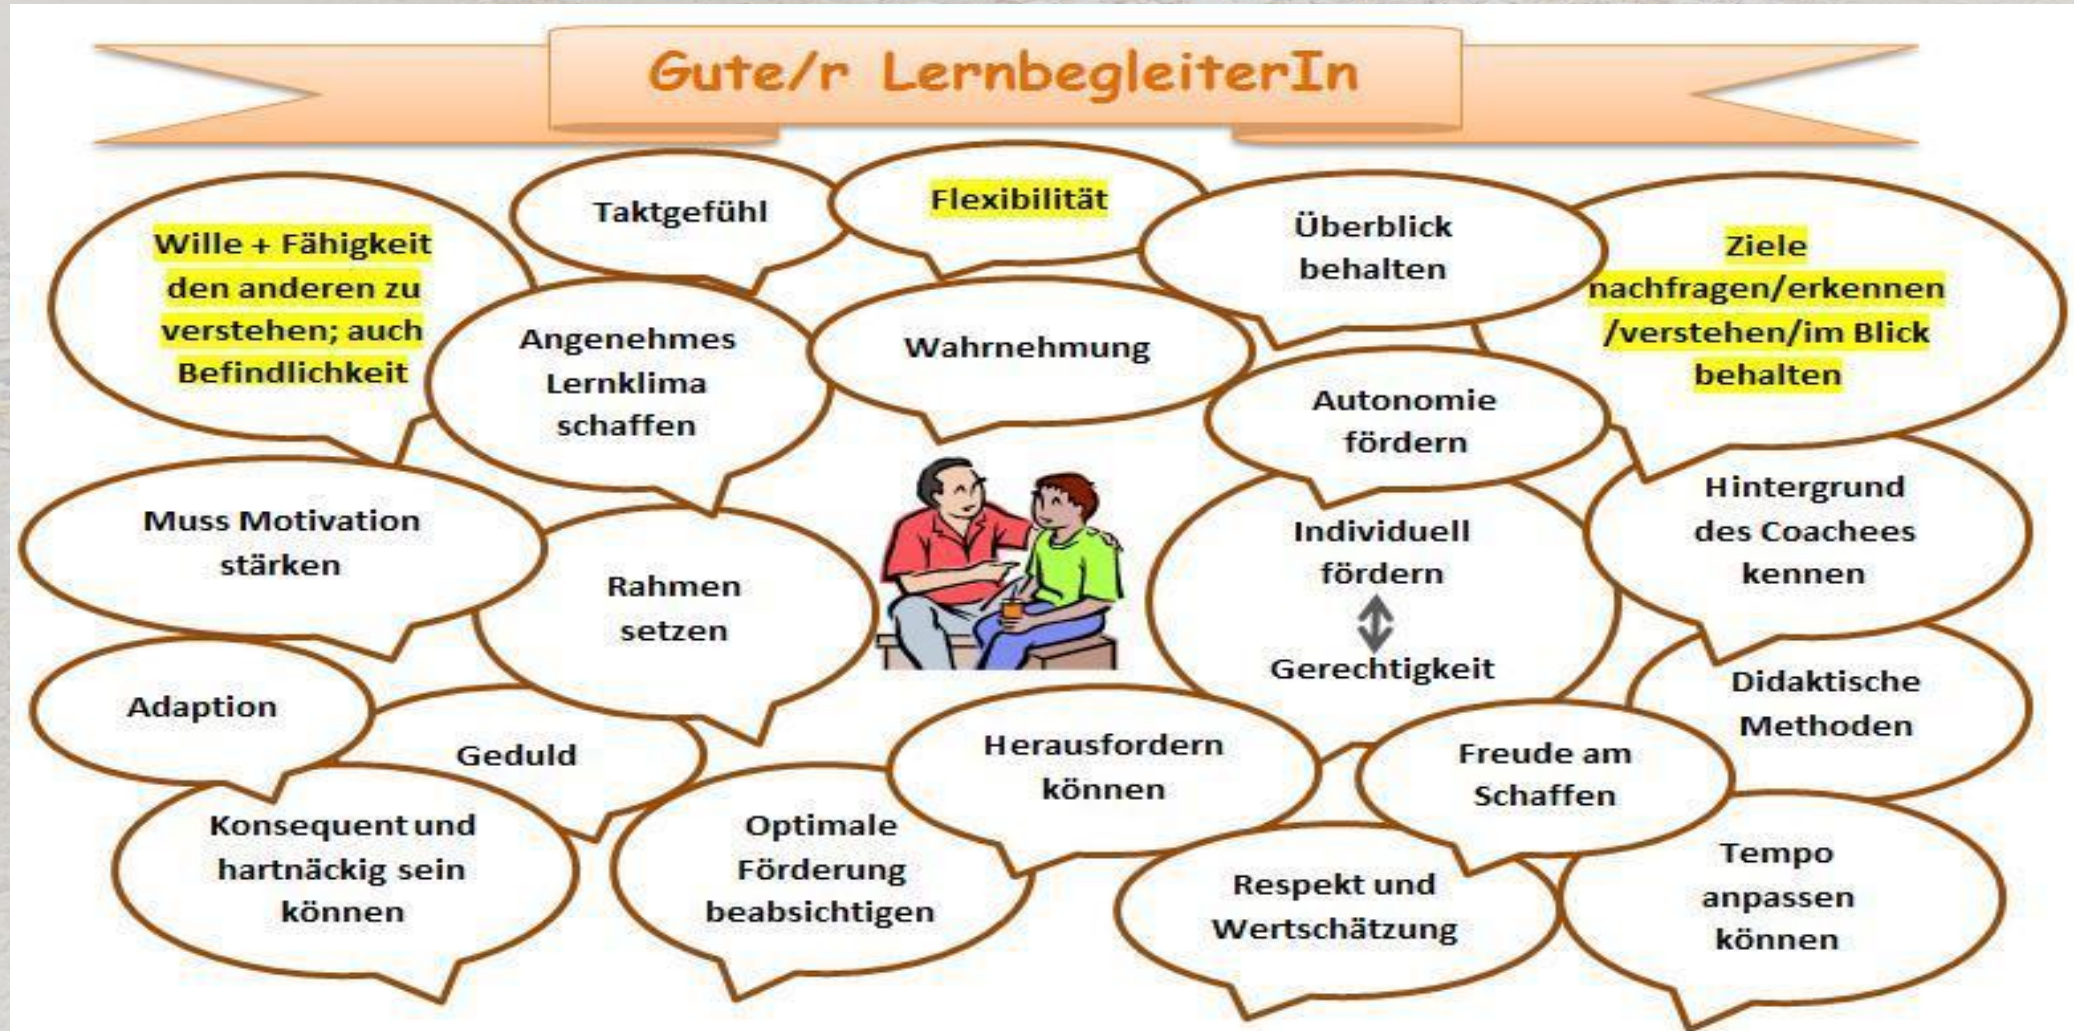 Gute/r LernbegleiterIn
Wille + Fähigkeit
den anderen zu
verstehen; auch
Befindlichkeit
Taktgefühl
Flexibilität
Überblick
behalten
Ziele
nachfragen/erkennen
/verstehen/im Blick
behalten
Angenehmes
Lernklima
schaffen
Wahrnehmung
Autonomie
fördern
Muss Motivation
stärken
Rahmen
setzen
Individuell
fördern
Gerechtigkeit
Hintergrund
des Coachees
kennen
Adaption
Geduld
Herausfordern
können
Freude am
Schaffen
Didaktische
Methoden
Konsequent und
hartnäckig sein
können
Optimale
Förderung
beabsichtigen
Respekt und
Wertschätzung
Tempo
anpassen
können